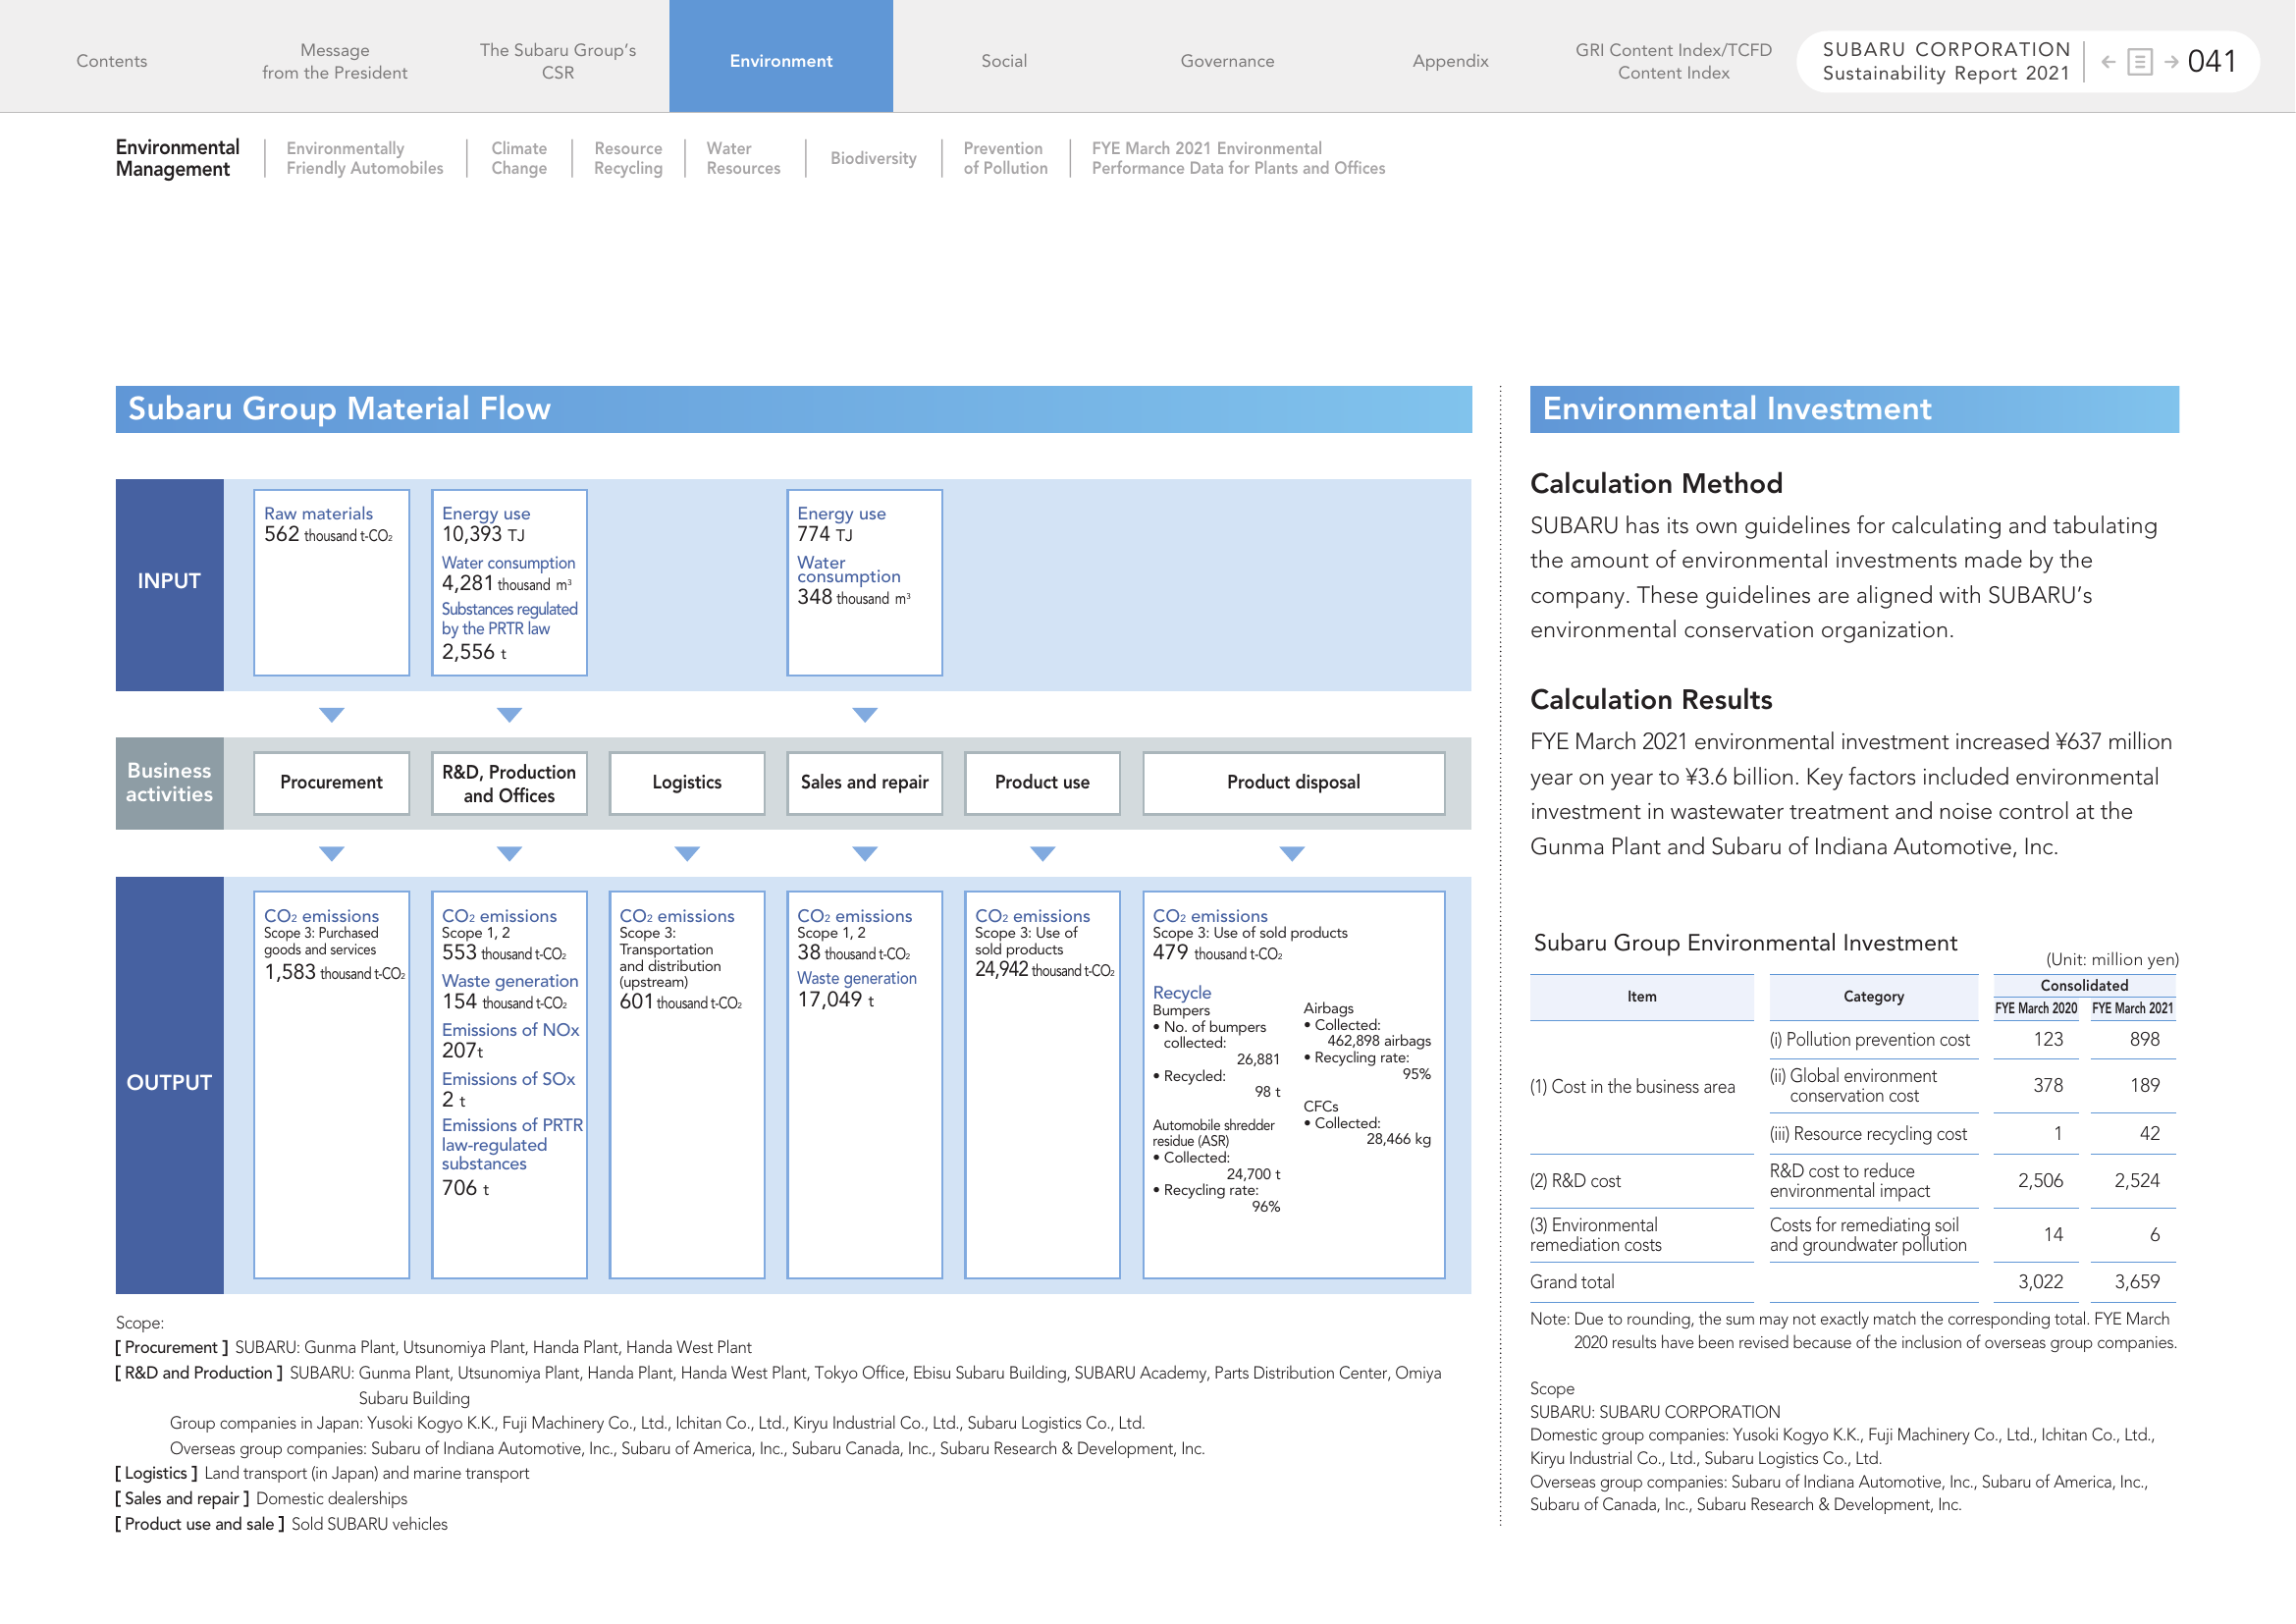 Contents
Message
from the President
The Subaru Group's
CSR
Environment
Social
Governance
Appendix
GRI Content Index/TCFD
Content Index
SUBARU CORPORATION
Sustainability Report 2021
041
Environmental
Management
Environmentally
Friendly Automobiles
Climate
Change
Resource
Recycling
Water
Resources
Biodiversity
Prevention
of Pollution
FYE March 2021 Environmental
Performance Data for Plants and Offices
Subaru Group Material Flow
INPUT
Raw materials
562 thousand t-CO₂
Energy use
10,393 TJ
Water consumption
4,281 thousand m³
Substances regulated
by the PRTR law
2,556 t
Energy use
774 TJ
Water
consumption
348 thousand m³
Business
activities
Procurement
R&D, Production
and Offices
Logistics
Sales and repair
Product use
Product disposal
OUTPUT
CO₂ emissions
Scope 3: Purchased
goods and services
1,583 thousand t-CO₂
CO₂ emissions
Scope 1, 2
553 thousand t-CO₂
Waste generation
154 thousand t-CO₂
Emissions of NOx
207t
Emissions of SOx
2 t
Emissions of PRTR
law-regulated
substances
706 t
CO₂ emissions
Scope 3:
Transportation
and distribution
(upstream)
601 thousand t-CO₂
CO₂ emissions
Scope 1, 2
38 thousand t-CO₂
Waste generation
17,049 t
CO₂ emissions
Scope 3: Use of
sold products
24,942 thousand t-CO₂
CO₂ emissions
Scope 3: Use of sold products
479 thousand t-CO₂
Recycle
Bumpers
• No. of bumpers
collected:
26,881
• Recycled:
98 t
Automobile shredder
residue (ASR)
• Collected:
24,700 t
• Recycling rate:
96%
Airbags
• Collected:
462,898 airbags
• Recycling rate:
95%
CFCs
• Collected:
28,466 kg
Scope:
[ Procurement ] SUBARU: Gunma Plant, Utsunomiya Plant, Handa Plant, Handa West Plant
[ R&D and Production ] SUBARU: Gunma Plant, Utsunomiya Plant, Handa Plant, Handa West Plant, Tokyo Office, Ebisu Subaru Building, SUBARU Academy, Parts Distribution Center, Omiya
Subaru Building
Group companies in Japan: Yusoki Kogyo K.K., Fuji Machinery Co., Ltd., Ichitan Co., Ltd., Kiryu Industrial Co., Ltd., Subaru Logistics Co., Ltd.
Overseas group companies: Subaru of Indiana Automotive, Inc., Subaru of America, Inc., Subaru Canada, Inc., Subaru Research & Development, Inc.
[ Logistics ] Land transport (in Japan) and marine transport
[ Sales and repair ] Domestic dealerships
[ Product use and sale ] Sold SUBARU vehicles
Environmental Investment
Calculation Method
SUBARU has its own guidelines for calculating and tabulating
the amount of environmental investments made by the
company. These guidelines are aligned with SUBARU's
environmental conservation organization.
Calculation Results
FYE March 2021 environmental investment increased ¥637 million
year on year to ¥3.6 billion. Key factors included environmental
investment in wastewater treatment and noise control at the
Gunma Plant and Subaru of Indiana Automotive, Inc.
Subaru Group Environmental Investment
(Unit: million yen)
Item Category Consolidated
FYE March 2020 FYE March 2021
(1) Cost in the business area
(i) Pollution prevention cost 123 898
(ii) Global environment
conservation cost 378 189
(iii) Resource recycling cost 1 42
(2) R&D cost R&D cost to reduce
environmental impact 2,506 2,524
(3) Environmental
remediation costs
Costs for remediating soil
and groundwater pollution 14 6
Grand total 3,022 3,659
Note: Due to rounding, the sum may not exactly match the corresponding total. FYE March
2020 results have been revised because of the inclusion of overseas group companies.
Scope
SUBARU: SUBARU CORPORATION
Domestic group companies: Yusoki Kogyo K.K., Fuji Machinery Co., Ltd., Ichitan Co., Ltd.,
Kiryu Industrial Co., Ltd., Subaru Logistics Co., Ltd.
Overseas group companies: Subaru of Indiana Automotive, Inc., Subaru of America, Inc.,
Subaru of Canada, Inc., Subaru Research & Development, Inc.